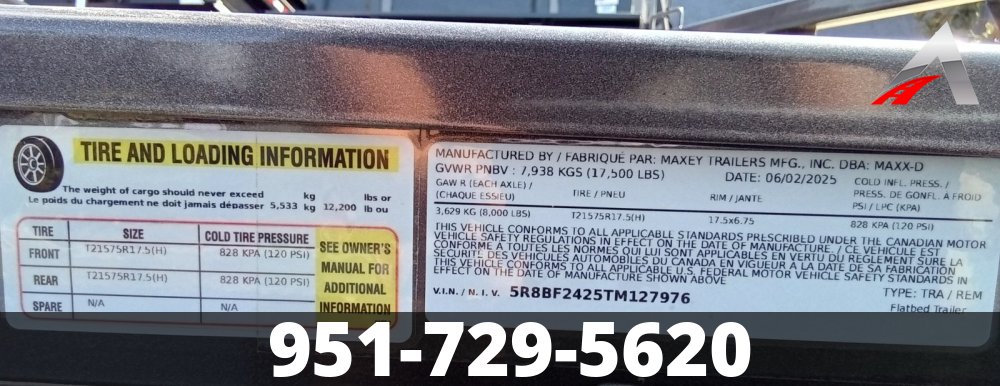 TIRE AND LOADING INFORMATION
The weight of cargo should never exceed kg lbs or
Le poids du chargement ne doit jamais dépasser 5,533 kg 12,200 lb ou
TIRE SIZE COLD TIRE PRESSURE
FRONT T21575R17.5(H) 828 KPA (120 PSI)
REAR T21575R17.5(H) 828 KPA (120 PSI)
SPARE N/A N/A
SEE OWNER'S
MANUAL FOR
ADDITIONAL
INFORMATION
MANUFACTURED BY / FABRIQUÉ PAR: MAXEY TRAILERS MFG., INC. DBA: MAXX-D
GVWR PNBV : 7,938 KGS (17,500 LBS) DATE: 06/02/2025
GAW R (EACH AXLE) / TIRE / PNEU RIM / JANTE COLD INFL. PRESS. /
(CHAQUE ESSIEU) PRESS. DE GONFL. À FROID
PSI / LPC (KPA)
3,629 KG (8,000 LBS) T21575R17.5(H) 17.5x6.75 828 KPA (120 PSI)
THIS VEHICLE CONFORMS TO ALL APPLICABLE STANDARDS PRESCRIBED UNDER THE CANADIAN MOTOR
VEHICLE SAFETY REGULATIONS IN EFFECT ON THE DATE OF MANUFACTURE / CE VÉHICULE EST
CONFORME À TOUTES LES NORMES QUI LUI SONT APPLICABLES EN VERTU DU RÈGLEMENT SUR LA
SÉCURITÉ DES VÉHICULES AUTOMOBILES DU CANADA EN VIGUEUR À LA DATE DE SA FABRICATION
THIS VEHICLE CONFORMS TO ALL APPLICABLE U.S. FEDERAL MOTOR VEHICLE SAFETY STANDARDS IN
EFFECT ON THE DATE OF MANUFACTURE SHOWN ABOVE
V.I.N. / N.I.V. 5R8BF2425TM127976 TYPE: TRA / REM
Flatbed Trailer
951-729-5620